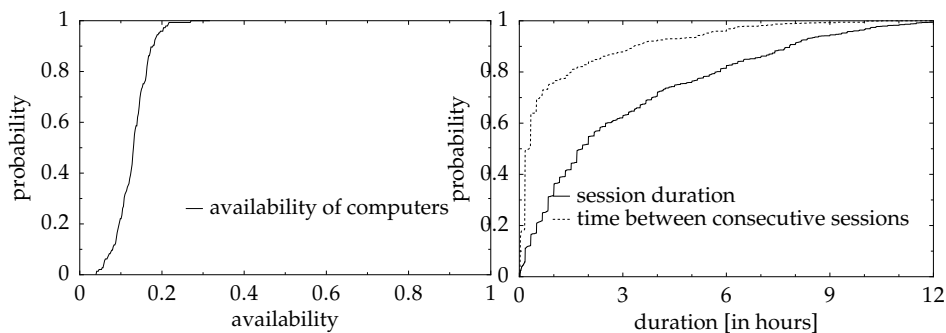 1
0.8
0.6
0.4
0.2
0
probability
availability of computers
0 0.2 0.4 0.6 0.8 1
availability
1
0.8
0.6
0.4
0.2
0
probability
session duration
time between consecutive sessions
0 3 6 9 12
duration [in hours]